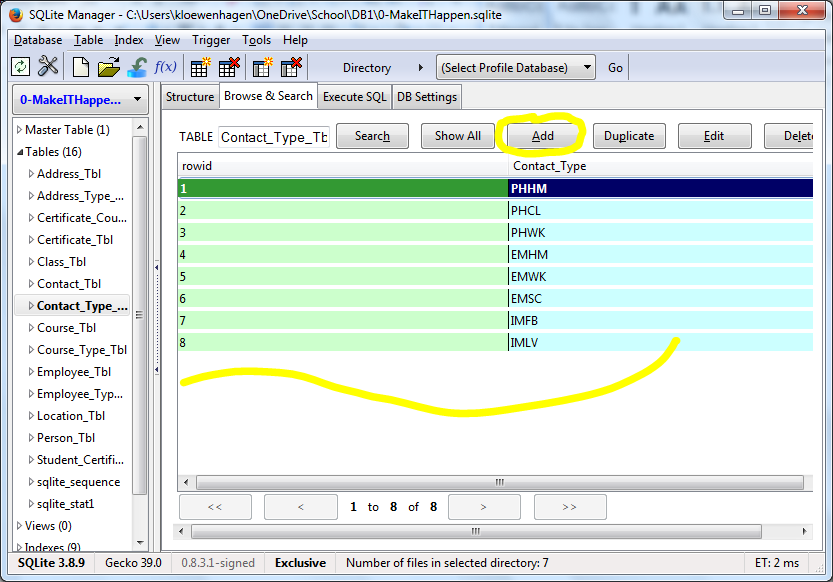 SQLite Manager - C:\Users\kloewenhagen\OneDrive\School\DB1\0-MakeITHappen.sqlite
Database Table Index View Trigger Tools Help
f(x) Directory (Select Profile Database) Go
0-MakeITHappe...
Structure Browse & Search Execute SQL DB Settings
Master Table (1)
Tables (16)
Address_Tbl
Address_Type_...
Certificate_Cou...
Certificate_Tbl
Class_Tbl
Contact_Tbl
Contact_Type_...
Course_Tbl
Course_Type_Tbl
Employee_Tbl
Employee_Typ...
Location_Tbl
Person_Tbl
Student_Certifi...
sqlite_sequence
sqlite_stat1
Views (0)
Indexes (9)
TABLE Contact_Type_Tb Search Show All Add Duplicate Edit Delete
rowid Contact_Type
1 PHHM
2 PHCL
3 PHWK
4 EMHM
5 EMWK
6 EMSC
7 IMFB
8 IMLV
<< < 1 to 8 of 8 > >>
SQLite 3.8.9 Gecko 39.0 0.8.3.1-signed Exclusive Number of files in selected directory: 7 ET: 2 ms